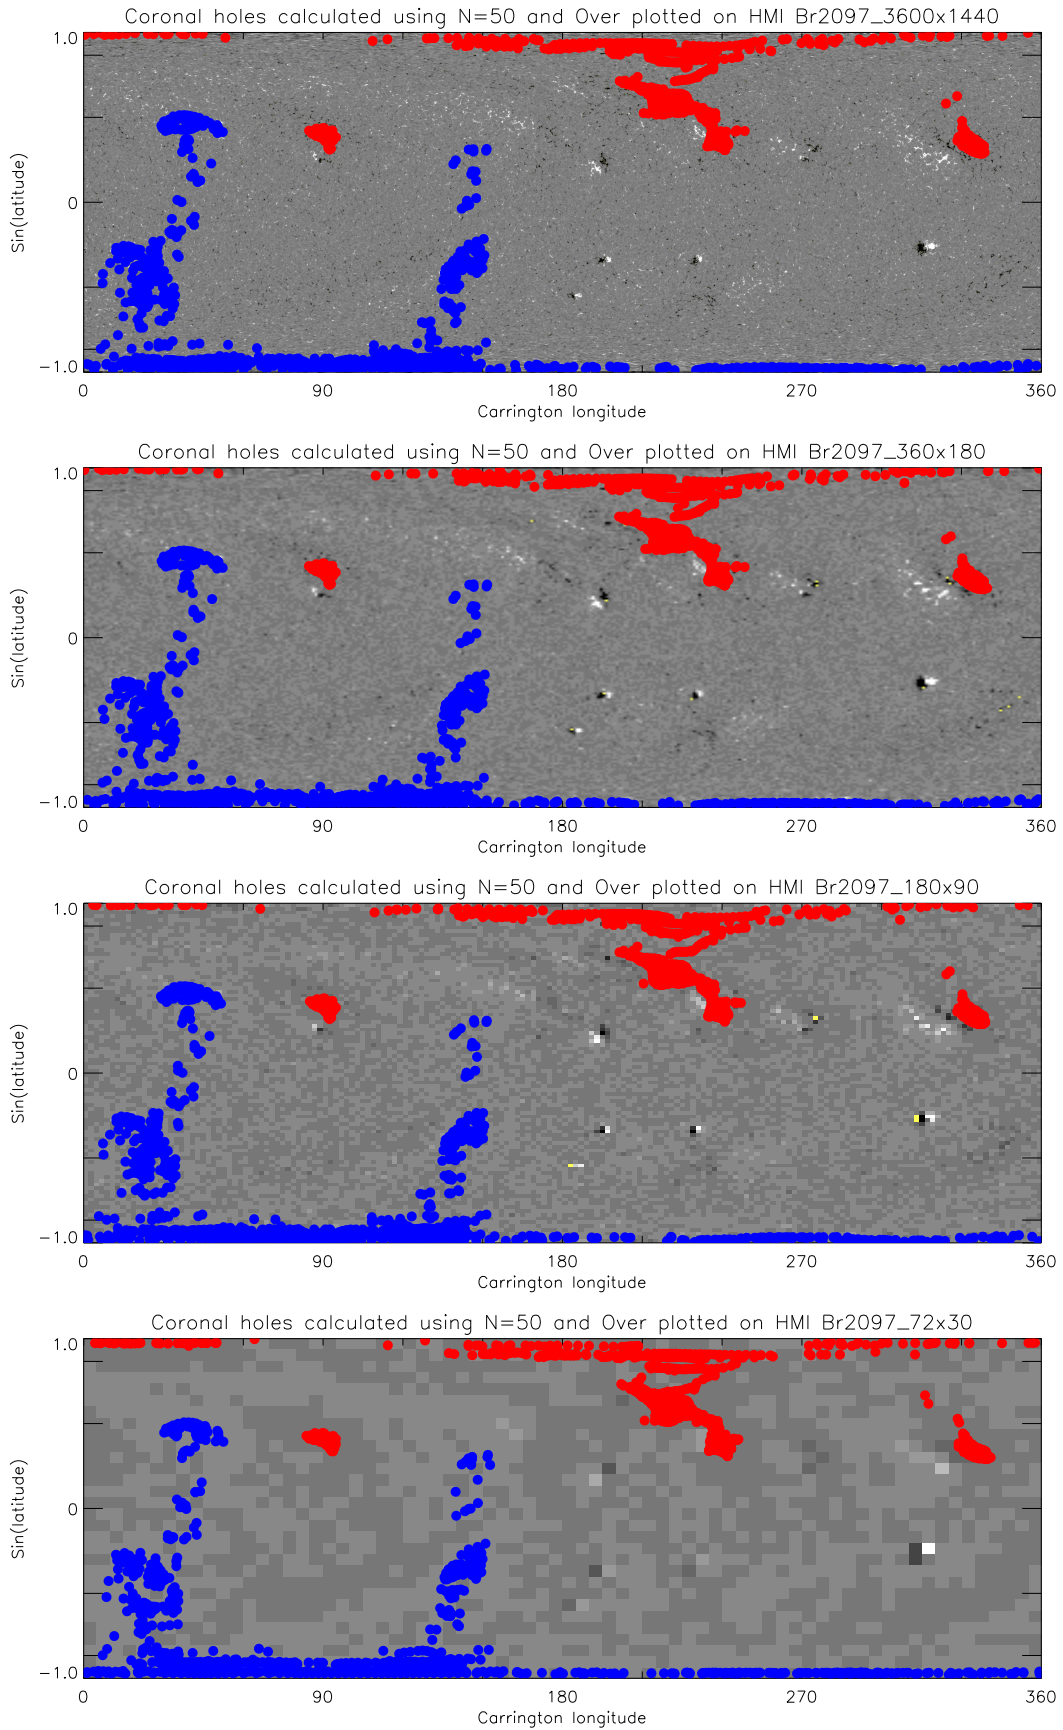 Coronal holes calculated using N=50 and Over plotted on HMI Br2097_3600x1440
1.0
0
−1.0
Sin(latitude)
0 90 180 270 360
Carrington longitude
Coronal holes calculated using N=50 and Over plotted on HMI Br2097_360x180
1.0
0
−1.0
Sin(latitude)
0 90 180 270 360
Carrington longitude
Coronal holes calculated using N=50 and Over plotted on HMI Br2097_180x90
1.0
0
−1.0
Sin(latitude)
0 90 180 270 360
Carrington longitude
Coronal holes calculated using N=50 and Over plotted on HMI Br2097_72x30
1.0
0
−1.0
Sin(latitude)
0 90 180 270 360
Carrington longitude